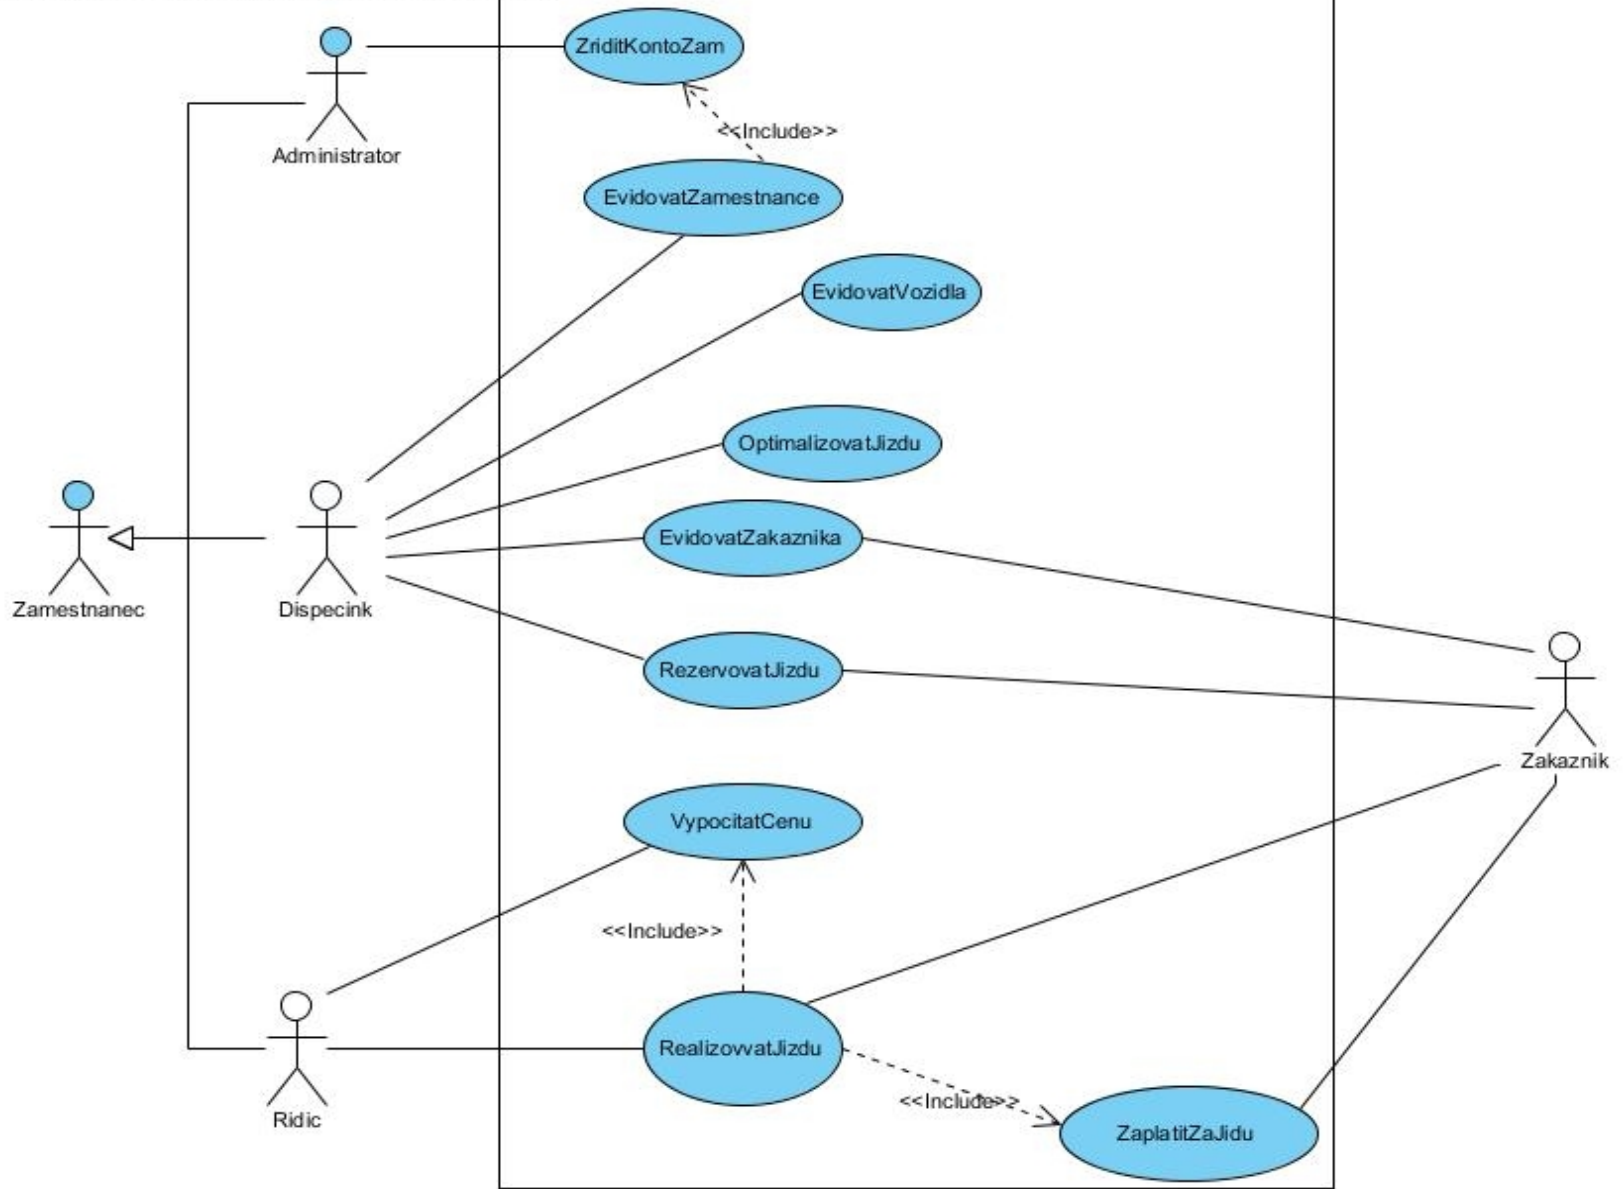 ZriditKontoZam
<<Include>>
Administrator
EvidovatZamestnance
EvidovatVozidla
OptimalizovatJizdu
EvidovatZakaznika
Zamestnanec
Dispecink
RezervovatJizdu
Zakaznik
VypocitatCenu
<<Include>>
RealizovvatJizdu
<<Include>>
Ridic
ZaplatitZaJidu